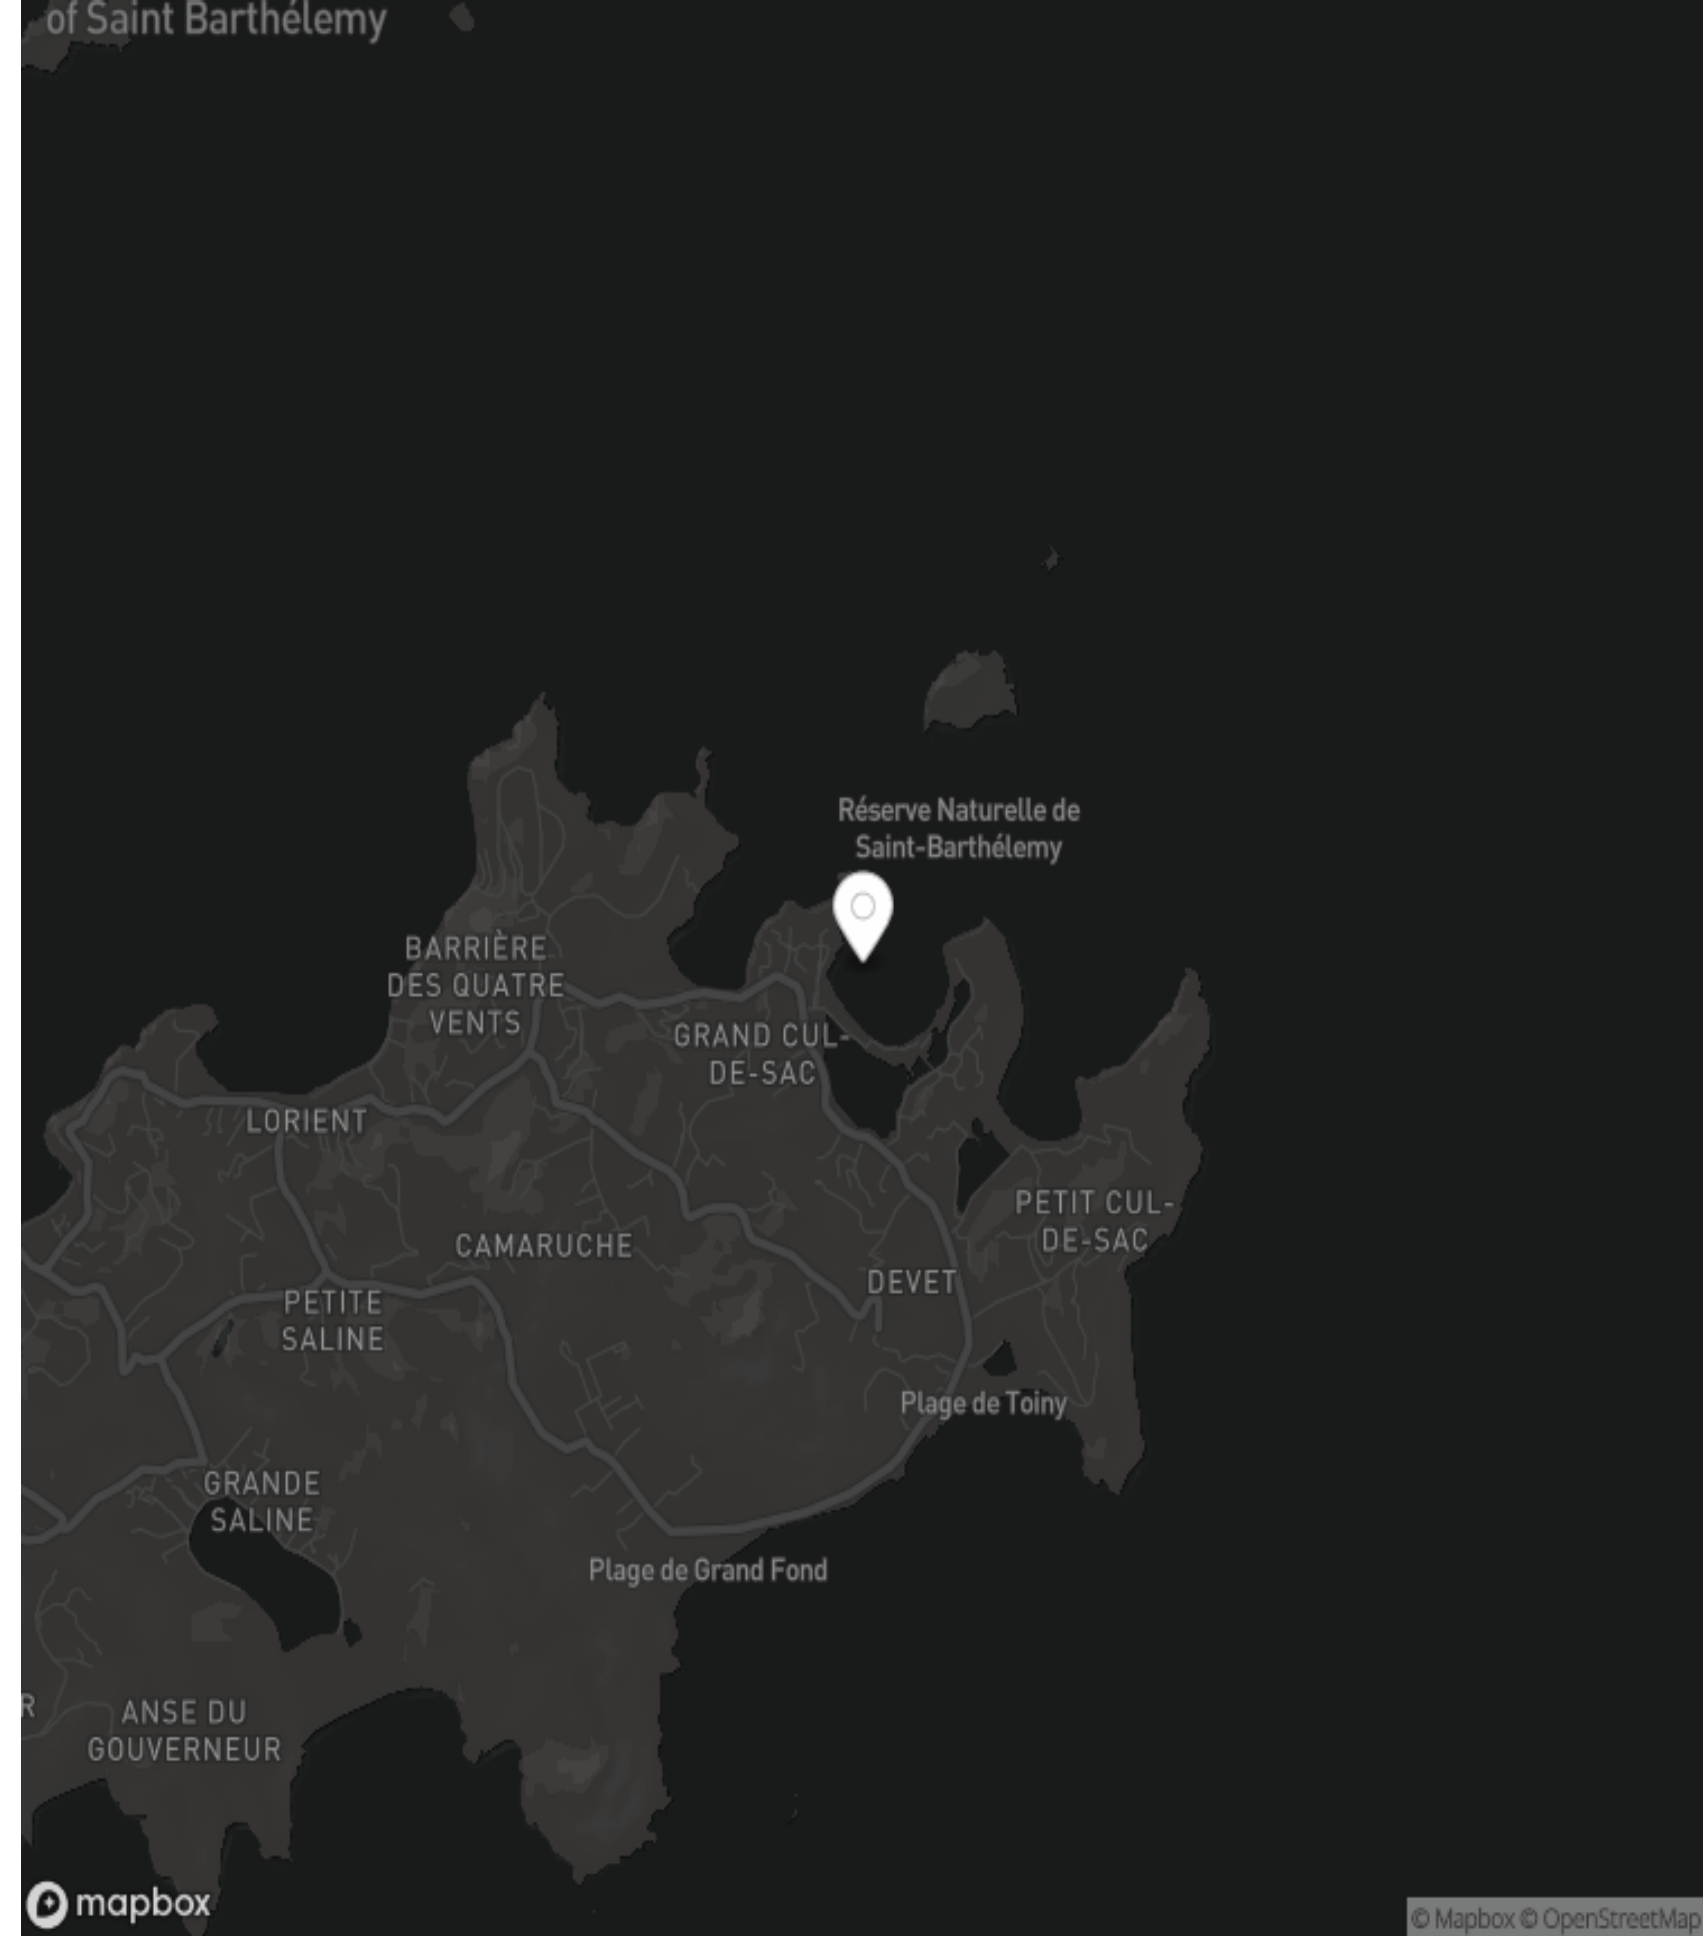 of Saint Barthélemy
Réserve Naturelle de
Saint-Barthélemy
BARRIÈRE
DES QUATRE
VENTS
GRAND CUL-
DE-SAC
LORIENT
PETIT CUL-
DE-SAC
CAMARUCHE
DEVET
PETITE
SALINE
Plage de Toiny
GRANDE
SALINE
Plage de Grand Fond
R
ANSE DU
GOUVERNEUR
mapbox
© Mapbox © OpenStreetMap